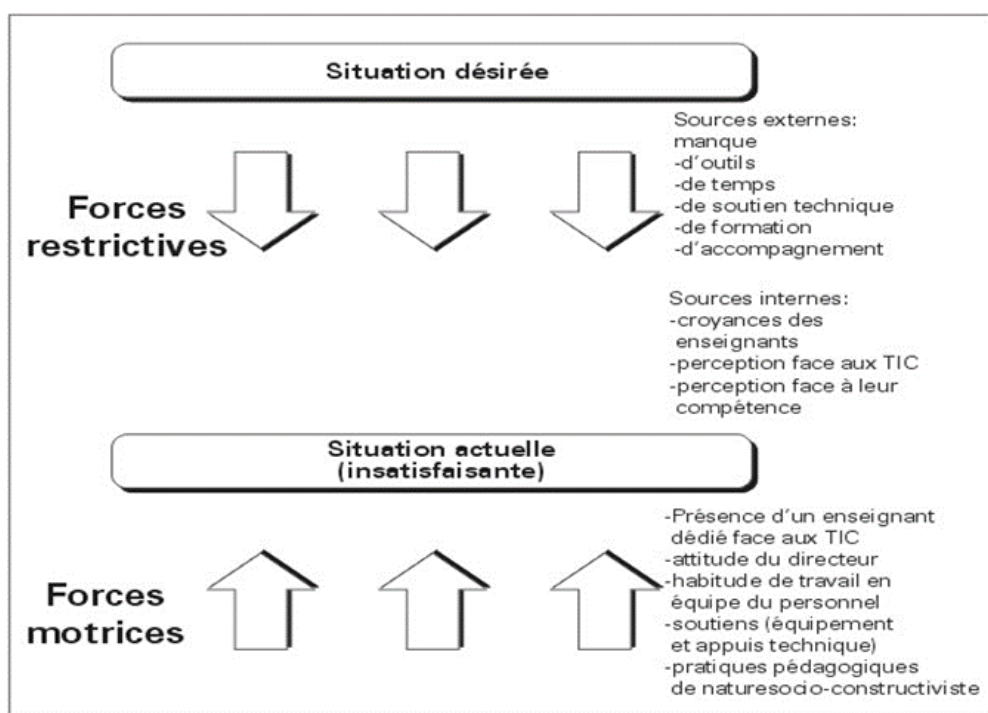 Situation désirée
Forces
restrictives
Sources externes:
manque
-d'outils
-de temps
-de soutien technique
-de formation
-d'accompagnement
Sources internes:
-croyances des
enseignants
-perception face aux TIC
-perception face à leur
compétence
Situation actuelle
(insatisfaisante)
Forces
motrices
-Présence d'un enseignant
dédié face aux TIC
-attitude du directeur
-habitude de travail en
équipe du personnel
-soutiens (équipement
et appuis technique)
-pratiques pédagogiques
de naturesocio-constructiviste